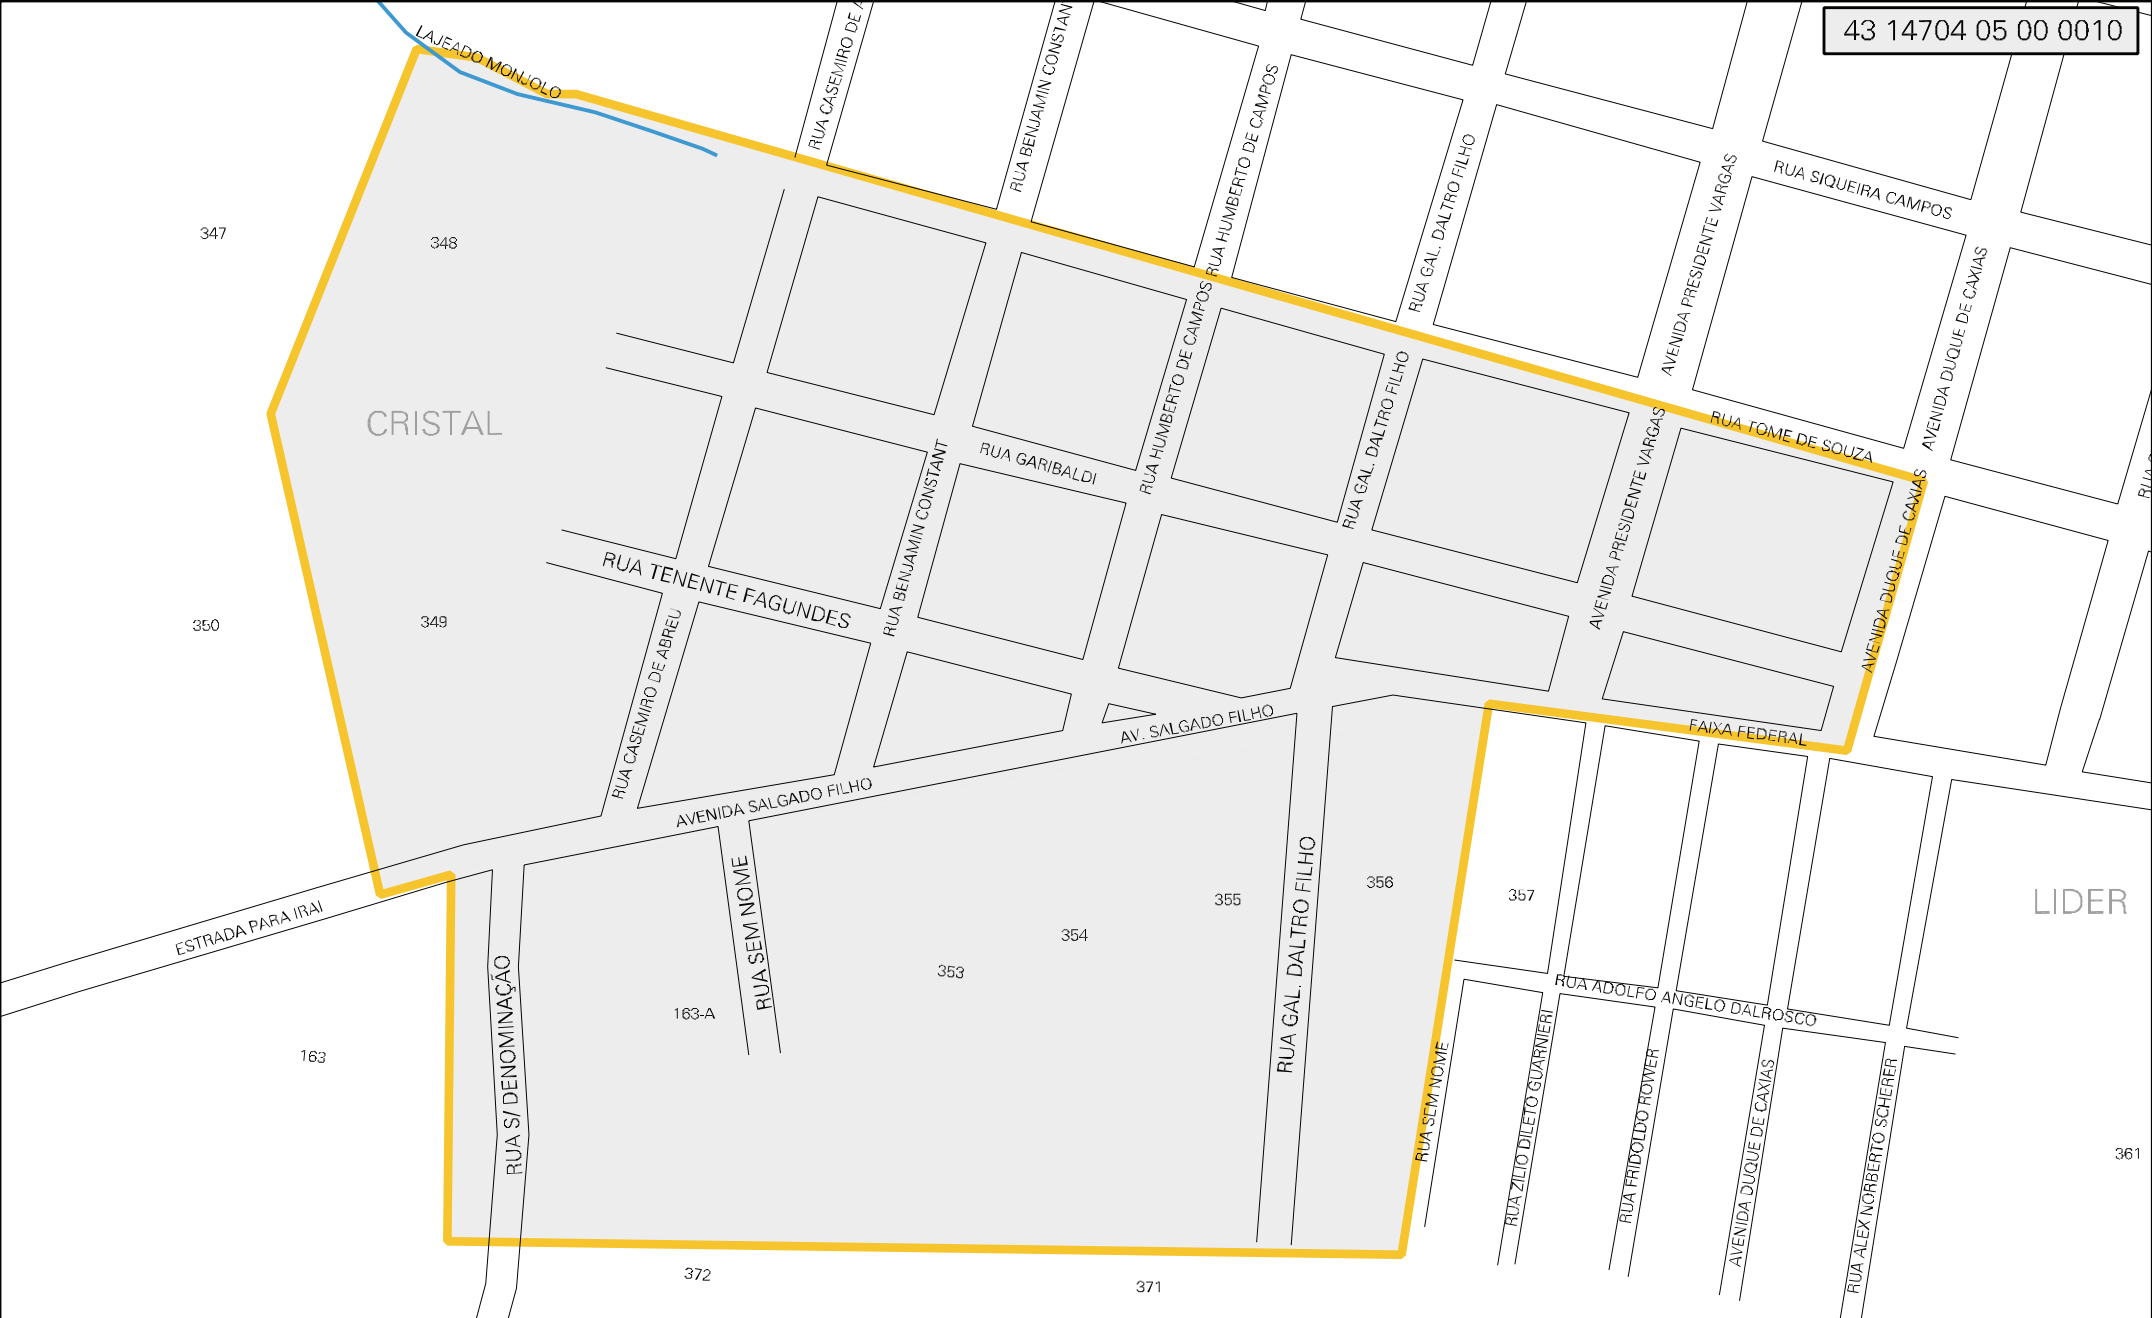 43 14704 05 00 0010
LAJEADO MONJOLO
RUA CASEMIRO DE A
RUA BENJAMIN CONSTAN
RUA HUMBERTO DE CAMPOS
RUA GAL. DALTRO FILHO
AVENIDA PRESIDENTE VARGAS
RUA SIQUEIRA CAMPOS
AVENIDA DUQUE DE CAXIAS
347
348
CRISTAL
RUA HUMBERTO DE CAMPOS
RUA GAL. DALTRO FILHO
AVENIDA PRESIDENTE VARGAS
RUA TOME DE SOUZA
RUA
AVENIDA DUQUE DE CAXIAS
RUA GARIBALDI
RUA BENJAMIN CONSTANT
RUA TENENTE FAGUNDES
350
349
RUA CASEMIRO DE ABREU
AV. SALGADO FILHO
FAIXA FEDERAL
AVENIDA SALGADO FILHO
ESTRADA PARA IRAI
RUA SEM NOME
RUA GAL. DALTRO FILHO
356
357
355
354
353
LIDER
RUA S/ DENOMINAÇÃO
163-A
163
RUA ADOLFO ANGELO DALROSCO
RUA SEM NOME
RUA ZILIO DILETO GUARNIERI
RUA FRIDOLDO ROWER
AVENIDA DUQUE DE CAXIAS
RUA ALEX NORBERTO SCHERER
361
372
371